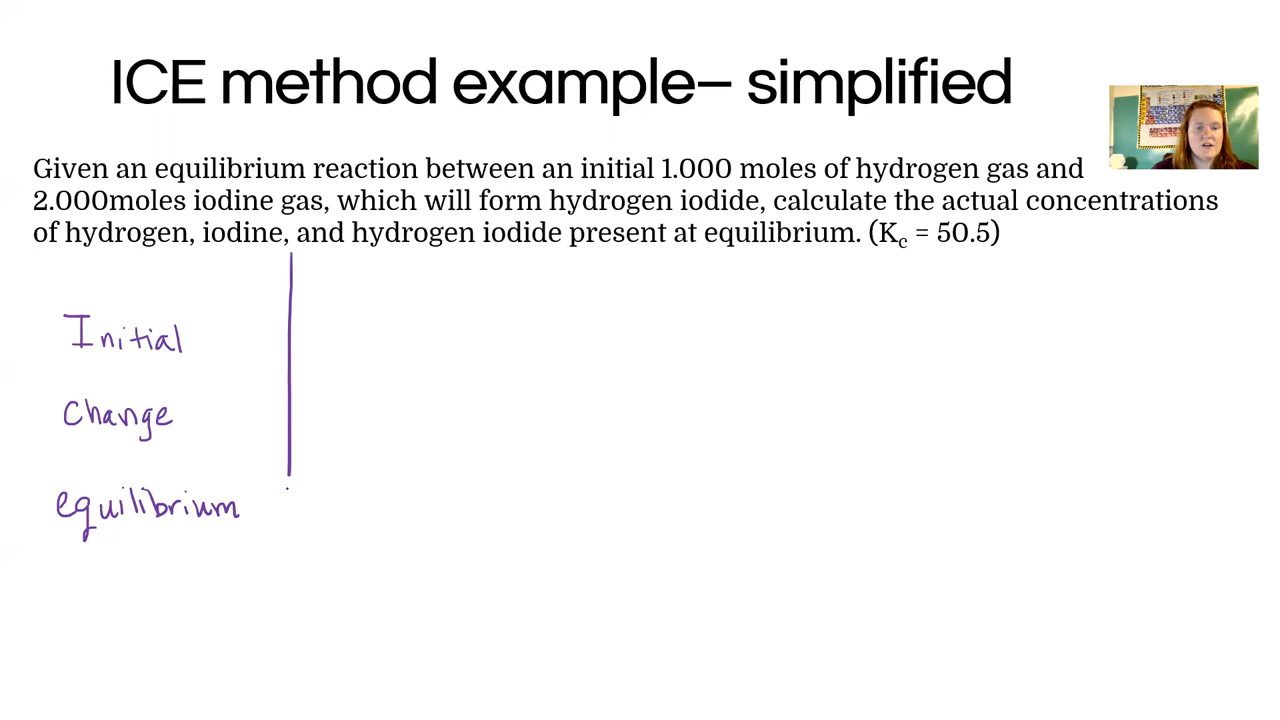 ICE method example– simplified
Given an equilibrium reaction between an initial 1.000 moles of hydrogen gas and
2.000moles iodine gas, which will form hydrogen iodide, calculate the actual concentrations
of hydrogen, iodine, and hydrogen iodide present at equilibrium. (Kc = 50.5)
Initial
Change
equilibrium